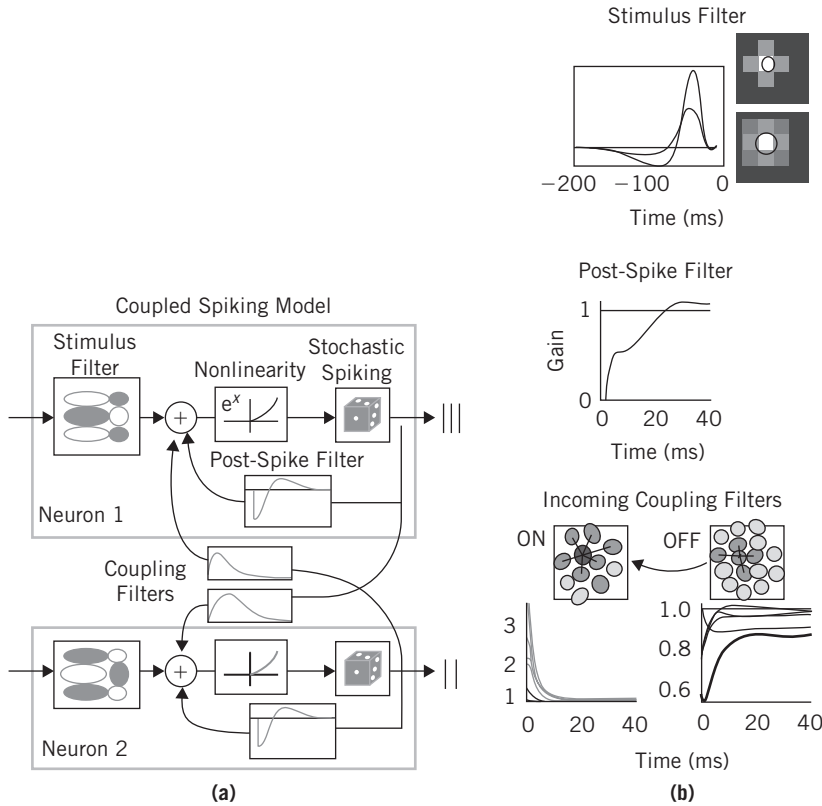 Coupled Spiking Model
Stimulus
Filter
Nonlinearity
Stochastic
Spiking
e^x
+
Post-Spike Filter
Neuron 1
Coupling
Filters
+
Neuron 2
(a)
Stimulus Filter
−200
−100
0
Time (ms)
Post-Spike Filter
1
Gain
0
0
20
40
Time (ms)
Incoming Coupling Filters
ON
OFF
3
2
1
0
20
40
1.0
0.8
0.6
0
20
40
Time (ms)
(b)